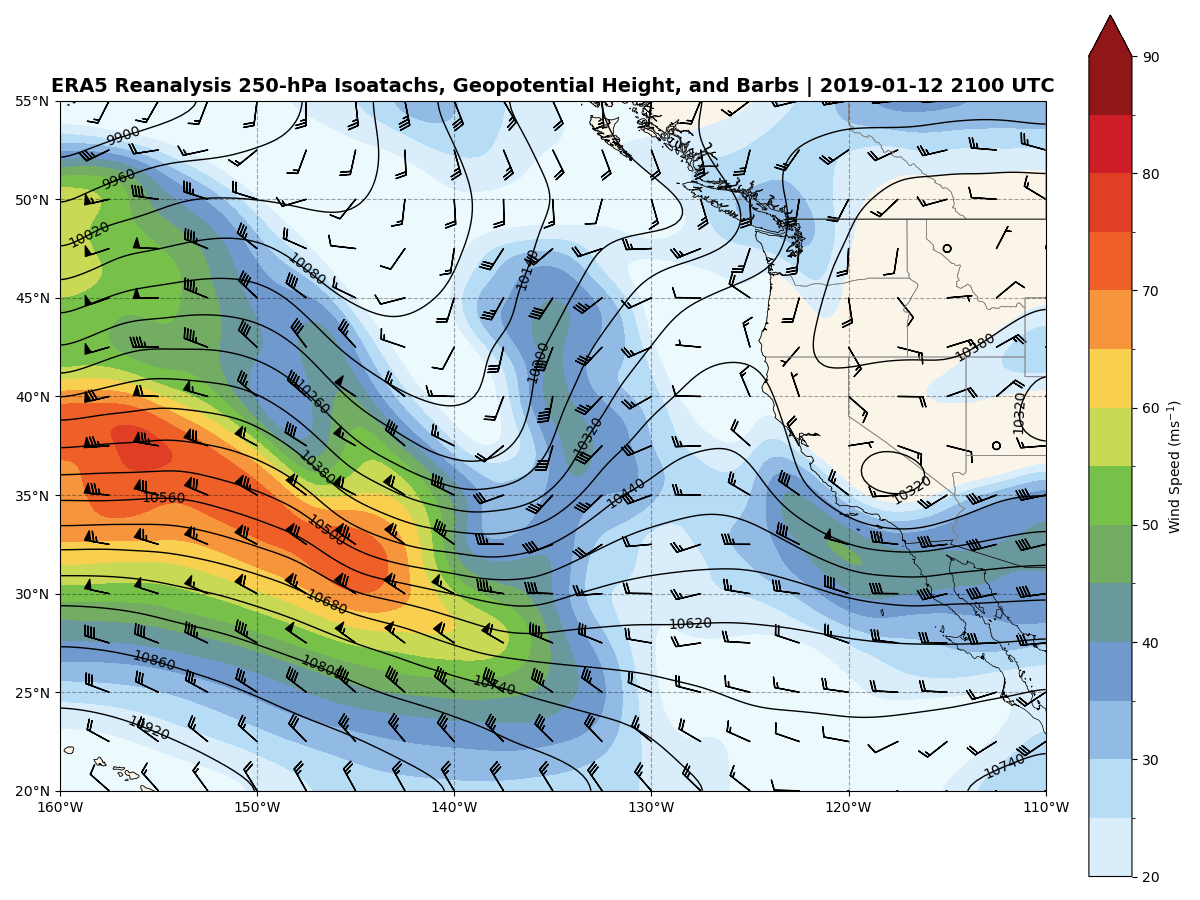 ERA5 Reanalysis 250-hPa Isoatachs, Geopotential Height, and Barbs | 2019-01-12 2100 UTC
55°N
50°N
45°N
40°N
35°N
30°N
25°N
20°N
160°W
150°W
140°W
130°W
120°W
110°W
9900
9960
10020
10080
10140
10260
10380
10500
10560
10680
10860
10800
10740
10920
10320
10440
10620
10380
10320
10320
10740
90
80
70
60
50
40
30
20
Wind Speed (ms⁻¹)